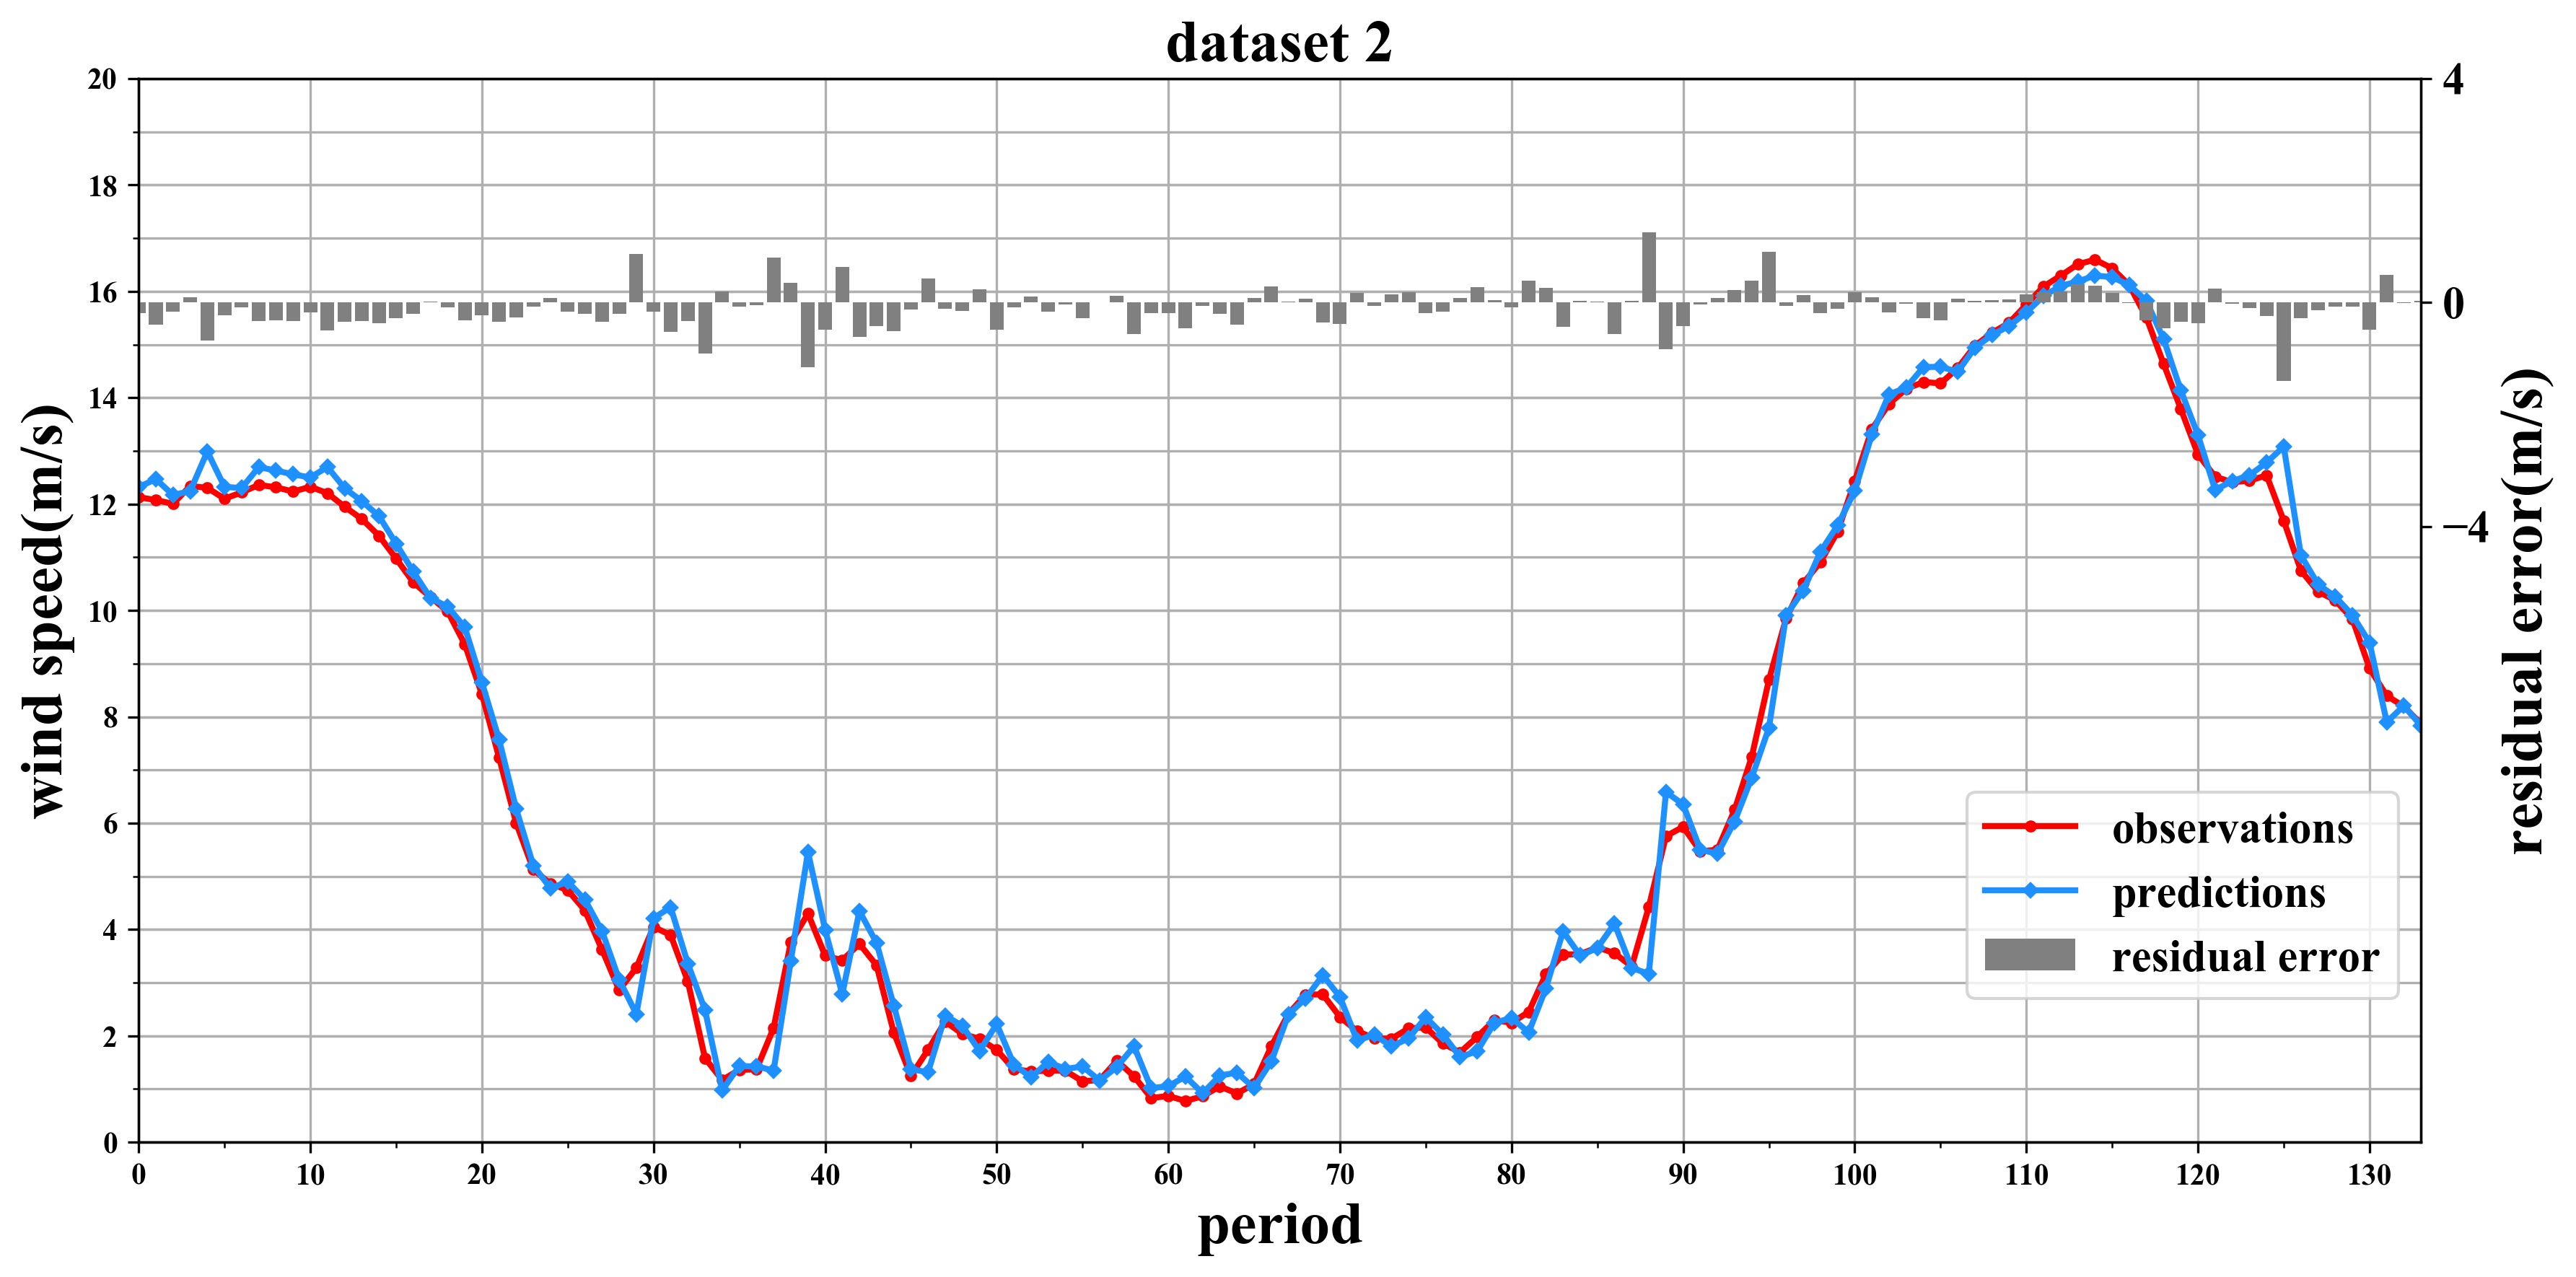 dataset 2
20
18
16
14
12
10
8
6
4
2
0
wind speed(m/s)
4
0
−4
residual error(m/s)
observations
predictions
residual error
0 10 20 30 40 50 60 70 80 90 100 110 120 130
period